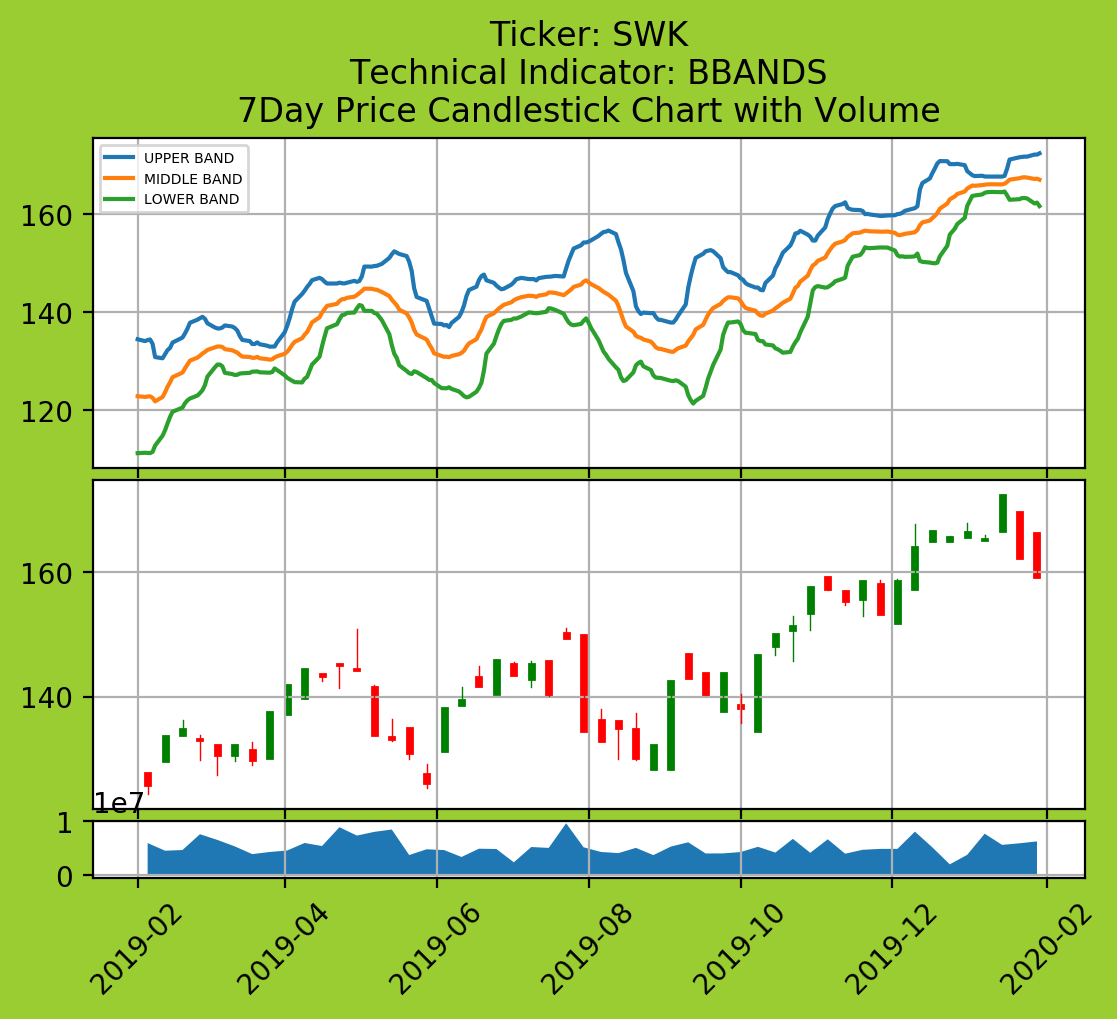 Ticker: SWK
Technical Indicator: BBANDS
7Day Price Candlestick Chart with Volume
UPPER BAND
MIDDLE BAND
LOWER BAND
160
140
120
160
140
1e7
1
0
2019-02
2019-04
2019-06
2019-08
2019-10
2019-12
2020-02